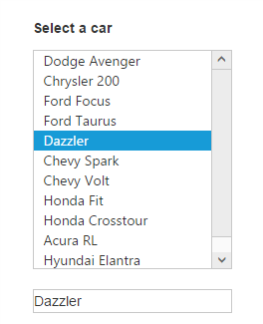 Select a car
Dodge Avenger
Chrysler 200
Ford Focus
Ford Taurus
Dazzler
Chevy Spark
Chevy Volt
Honda Fit
Honda Crosstour
Acura RL
Hyundai Elantra
Dazzler